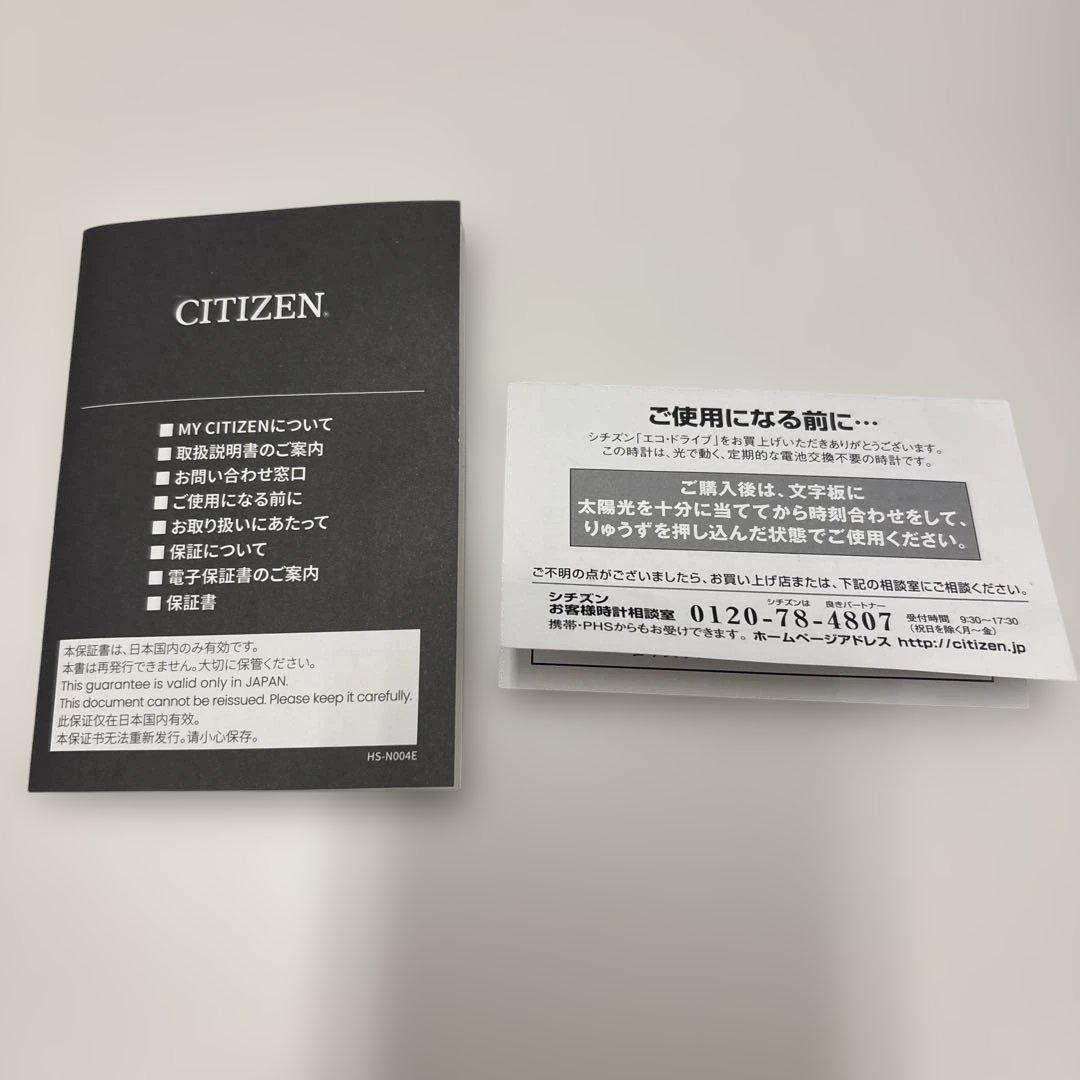 CITIZEN
■ MY CITIZENについて
■ 取扱説明書のご案内
■ お問い合わせ窓口
■ ご使用になる前に
■ お取り扱いにあたって
■ 保証について
■ 電子保証書のご案内
■ 保証書
本保証書は、日本国内のみ有効です。
本書は再発行できません。大切に保管ください。
This guarantee is valid only in JAPAN.
This document cannot be reissued. Please keep it carefully.
此保证仅在日本国内有效。
本保证书无法重新发行。请小心保存。
HS-N004E
ご使用になる前に…
シチズン「エコ・ドライブ」をお買上げいただきありがとうございます。
この時計は、光で動く、定期的な電池交換不要の時計です。
ご購入後は、文字板に
太陽光を十分に当ててから時刻合わせをして、
りゅうずを押し込んだ状態でご使用ください。
ご不明の点がございましたら、お買い上げ店または、下記の相談室にご相談ください。
シチズン
お客様時計相談室
シチズンは 良きパートナー
0120-78-4807
受付時間 9:30〜17:30
(祝日を除く月〜金)
携帯・PHSからもお受けできます。 ホームページアドレス http://citizen.jp